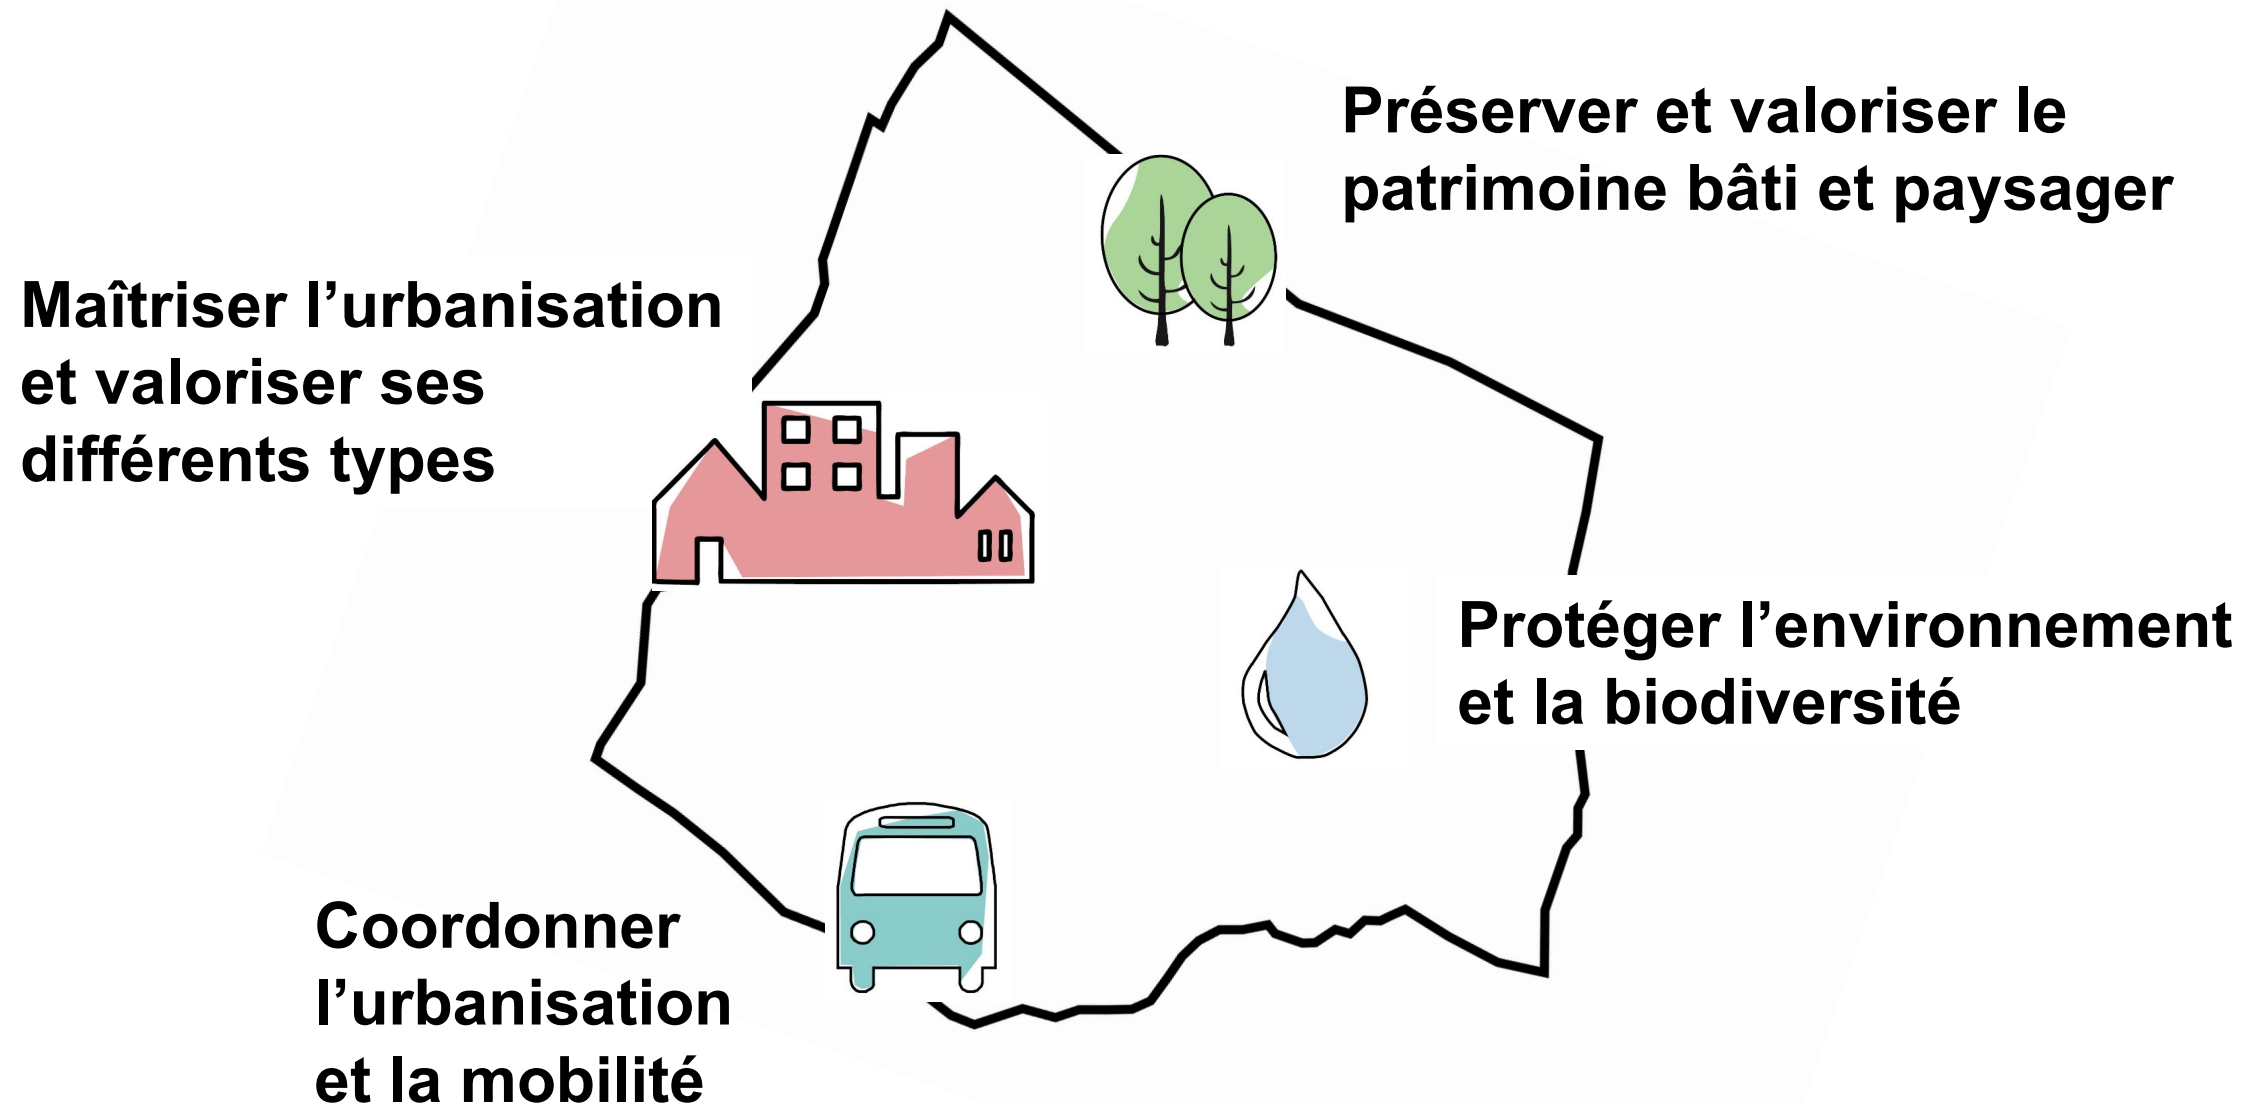 Préserver et valoriser le
patrimoine bâti et paysager
Maîtriser l’urbanisation
et valoriser ses
différents types
Protéger l’environnement
et la biodiversité
Coordonner
l’urbanisation
et la mobilité